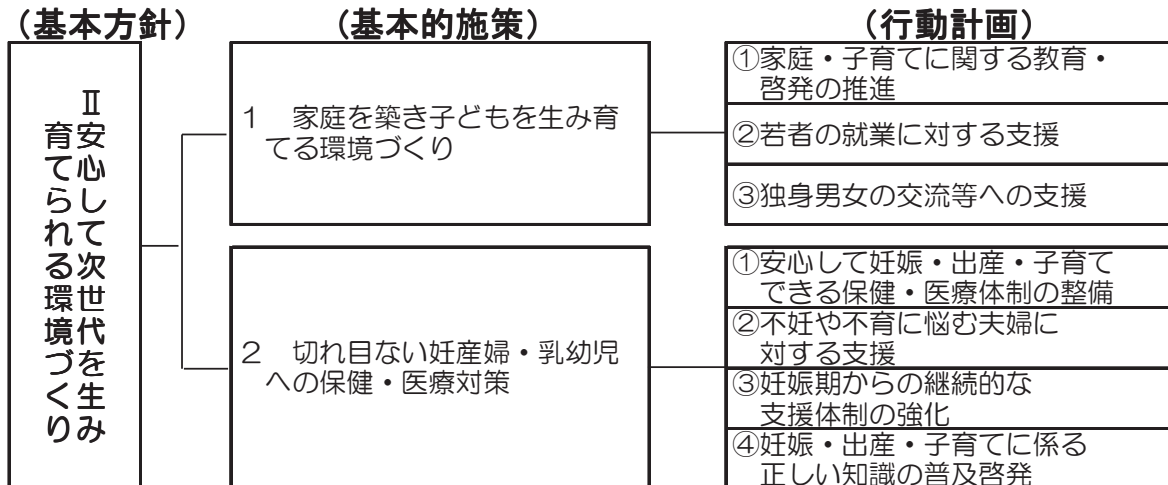 (基本方針)
(基本的施策)
(行動計画)
Ⅱ
安心して次世代を生み
育てられる環境づくり
1 家庭を築き子どもを生み育
てる環境づくり
①家庭・子育てに関する教育・
啓発の推進
②若者の就業に対する支援
③独身男女の交流等への支援
2 切れ目ない妊産婦・乳幼児
への保健・医療対策
①安心して妊娠・出産・子育て
できる保健・医療体制の整備
②不妊や不育に悩む夫婦に
対する支援
③妊娠期からの継続的な
支援体制の強化
④妊娠・出産・子育てに係る
正しい知識の普及啓発